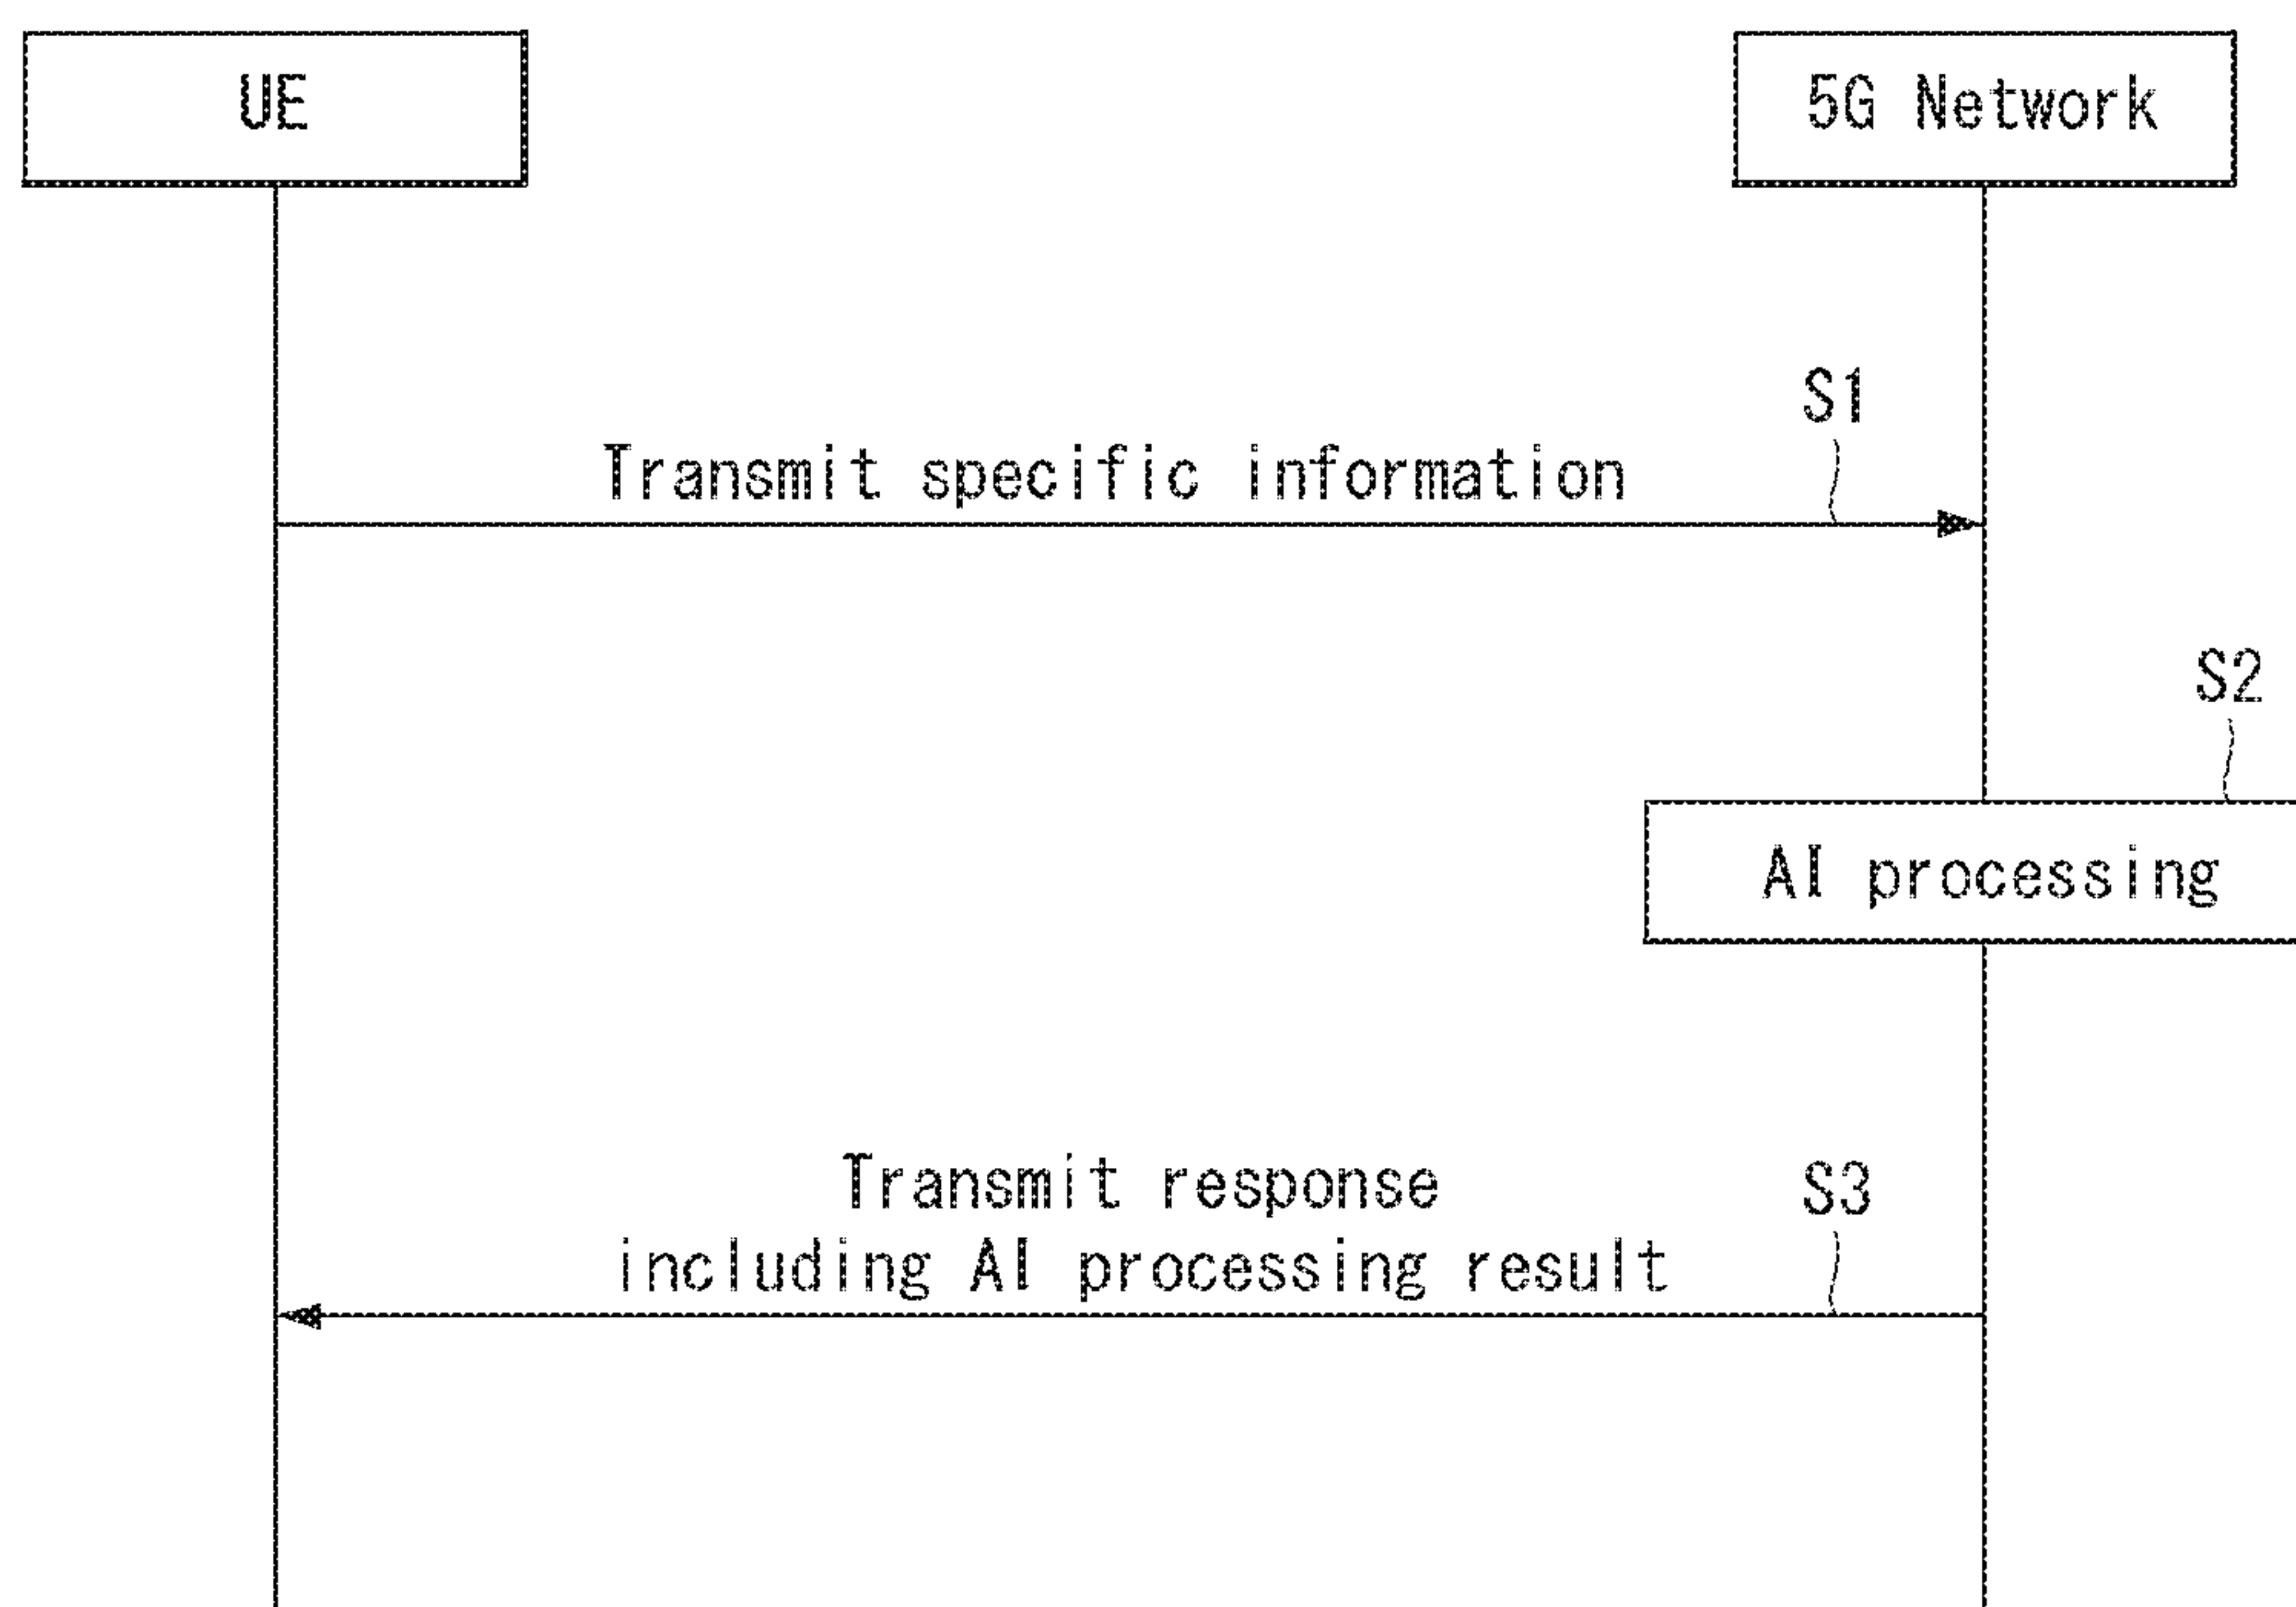 UE
5G Network
S1
Transmit specific information
S2
AI processing
Transmit response
S3
including AI processing result